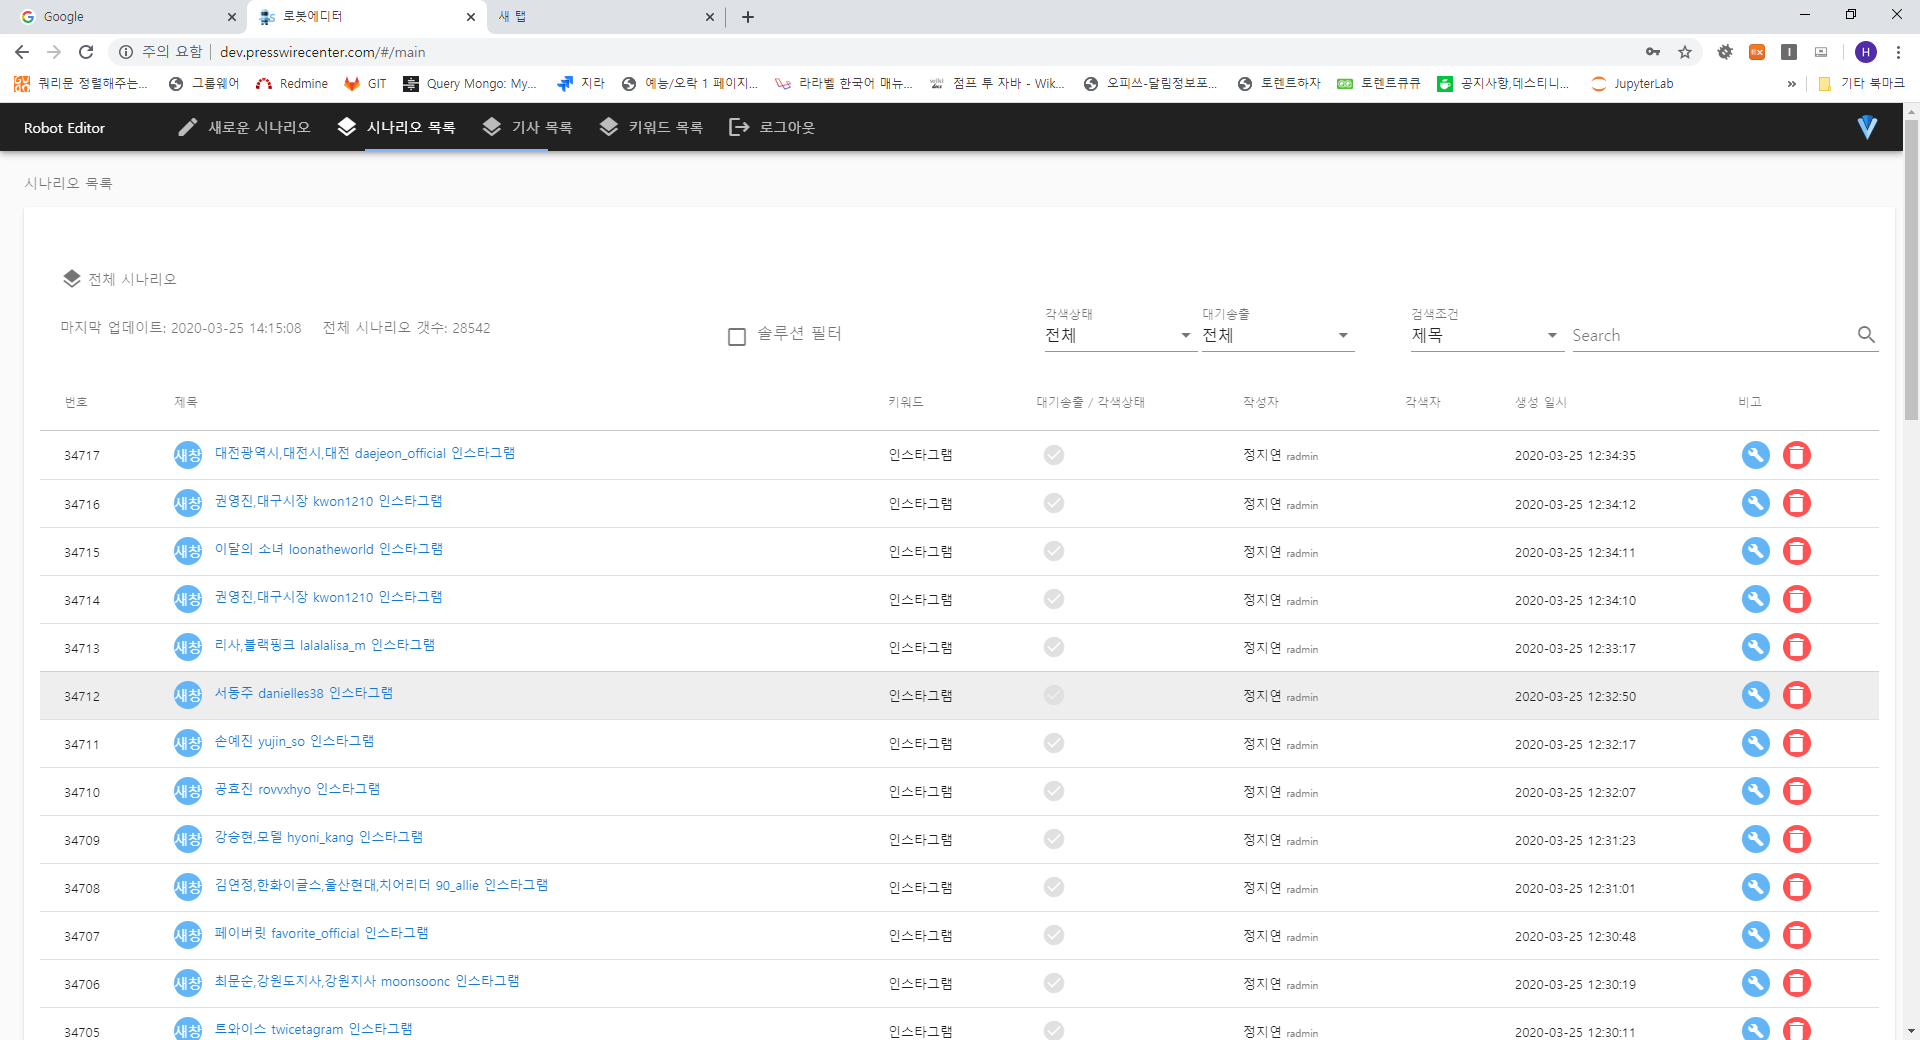 Google
로봇에디터
새 탭
주의 요함 dev.presswirecenter.com/#/main
H
쿼리문 정렬해주는... 그룹웨어 Redmine GIT Query Mongo: My... 지라 예능/오락 1 페이지... 라라벨 한국어 매뉴... 점프 투 자바 - Wik... 오피쓰-달림정보포... 토렌트하자 토렌트큐큐 공지사항,데스티니... JupyterLab » 기타 북마크
Robot Editor 새로운 시나리오 시나리오 목록 기사 목록 키워드 목록 로그아웃
시나리오 목록
전체 시나리오
마지막 업데이트: 2020-03-25 14:15:08 전체 시나리오 갯수: 28542
솔루션 필터
각색상태 대기송출 검색조건
전체 전체 제목 Search
번호 제목 키워드 대기송출 / 각색상태 작성자 각색자 생성 일시 비고
34717 새창 대전광역시,대전시,대전 daejeon_official 인스타그램 인스타그램 정지연 radmin 2020-03-25 12:34:35
34716 새창 권영진,대구시장 kwon1210 인스타그램 인스타그램 정지연 radmin 2020-03-25 12:34:12
34715 새창 이달의 소녀 loonatheworld 인스타그램 인스타그램 정지연 radmin 2020-03-25 12:34:11
34714 새창 권영진,대구시장 kwon1210 인스타그램 인스타그램 정지연 radmin 2020-03-25 12:34:10
34713 새창 리사,블랙핑크 lalalalisa_m 인스타그램 인스타그램 정지연 radmin 2020-03-25 12:33:17
34712 새창 서동주 danielles38 인스타그램 인스타그램 정지연 radmin 2020-03-25 12:32:50
34711 새창 손예진 yujin_so 인스타그램 인스타그램 정지연 radmin 2020-03-25 12:32:17
34710 새창 공효진 rovvxhyo 인스타그램 인스타그램 정지연 radmin 2020-03-25 12:32:07
34709 새창 강승현,모델 hyoni_kang 인스타그램 인스타그램 정지연 radmin 2020-03-25 12:31:23
34708 새창 김연정,한화이글스,울산현대,치어리더 90_allie 인스타그램 인스타그램 정지연 radmin 2020-03-25 12:31:01
34707 새창 페이버릿 favorite_official 인스타그램 인스타그램 정지연 radmin 2020-03-25 12:30:48
34706 새창 최문순,강원도지사,강원지사 moonsoonc 인스타그램 인스타그램 정지연 radmin 2020-03-25 12:30:19
34705 새창 트와이스 twicetagram 인스타그램 인스타그램 정지연 radmin 2020-03-25 12:30:11